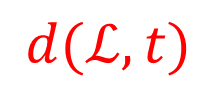 𝑑(ℒ, 𝑡)